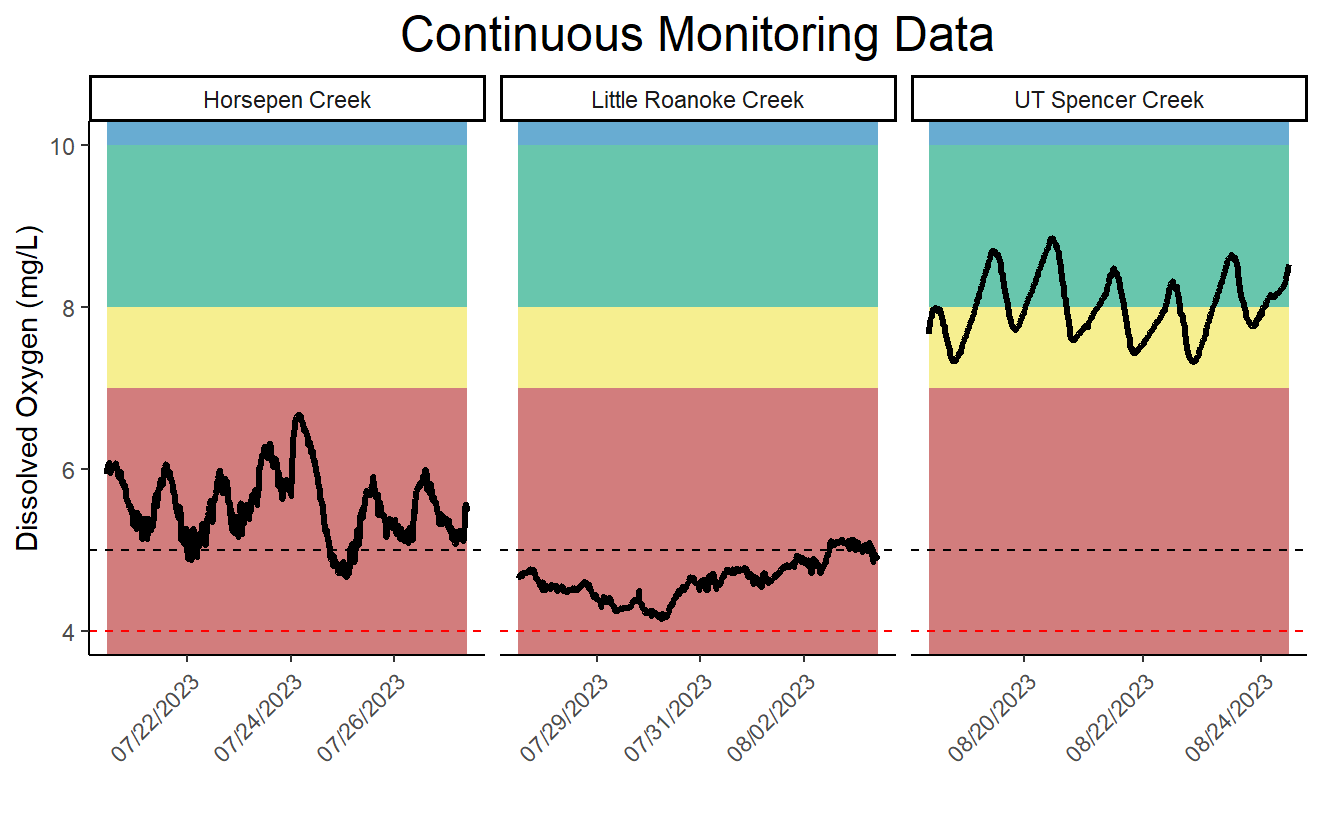 Continuous Monitoring Data
Horsepen Creek
Little Roanoke Creek
UT Spencer Creek
Dissolved Oxygen (mg/L)
10
8
6
4
07/22/2023
07/24/2023
07/26/2023
07/29/2023
07/31/2023
08/02/2023
08/20/2023
08/22/2023
08/24/2023